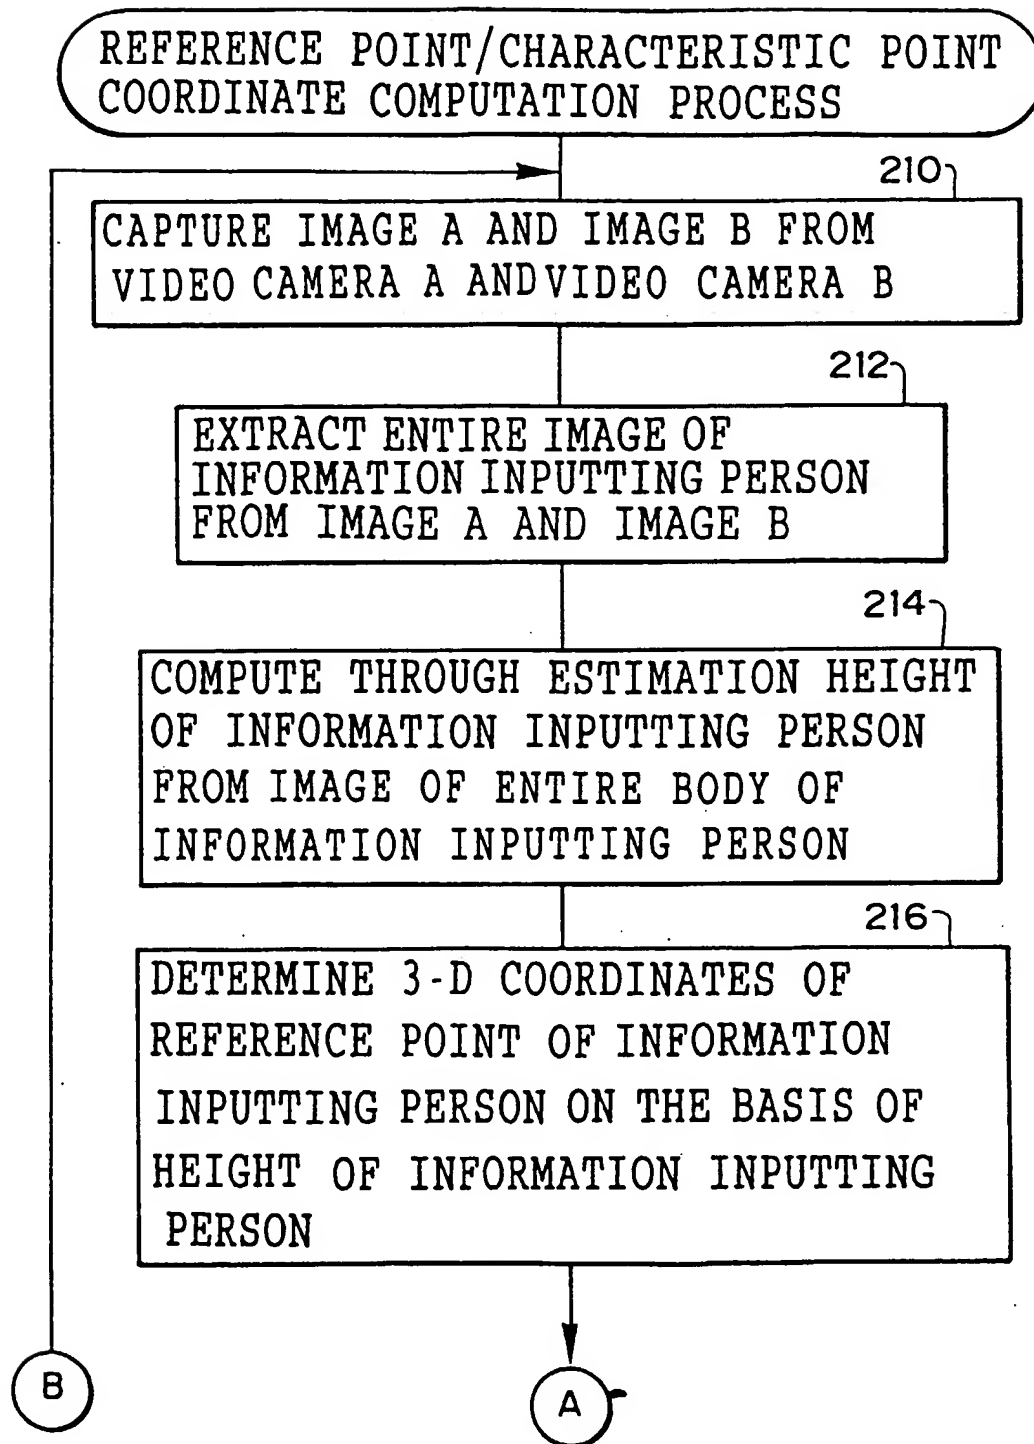 REFERENCE POINT/CHARACTERISTIC POINT
COORDINATE COMPUTATION PROCESS
210
CAPTURE IMAGE A AND IMAGE B FROM
VIDEO CAMERA A AND VIDEO CAMERA B
212
EXTRACT ENTIRE IMAGE OF
INFORMATION INPUTTING PERSON
FROM IMAGE A AND IMAGE B
214
COMPUTE THROUGH ESTIMATION HEIGHT
OF INFORMATION INPUTTING PERSON
FROM IMAGE OF ENTIRE BODY OF
INFORMATION INPUTTING PERSON
216
DETERMINE 3-D COORDINATES OF
REFERENCE POINT OF INFORMATION
INPUTTING PERSON ON THE BASIS OF
HEIGHT OF INFORMATION INPUTTING
PERSON
B
A